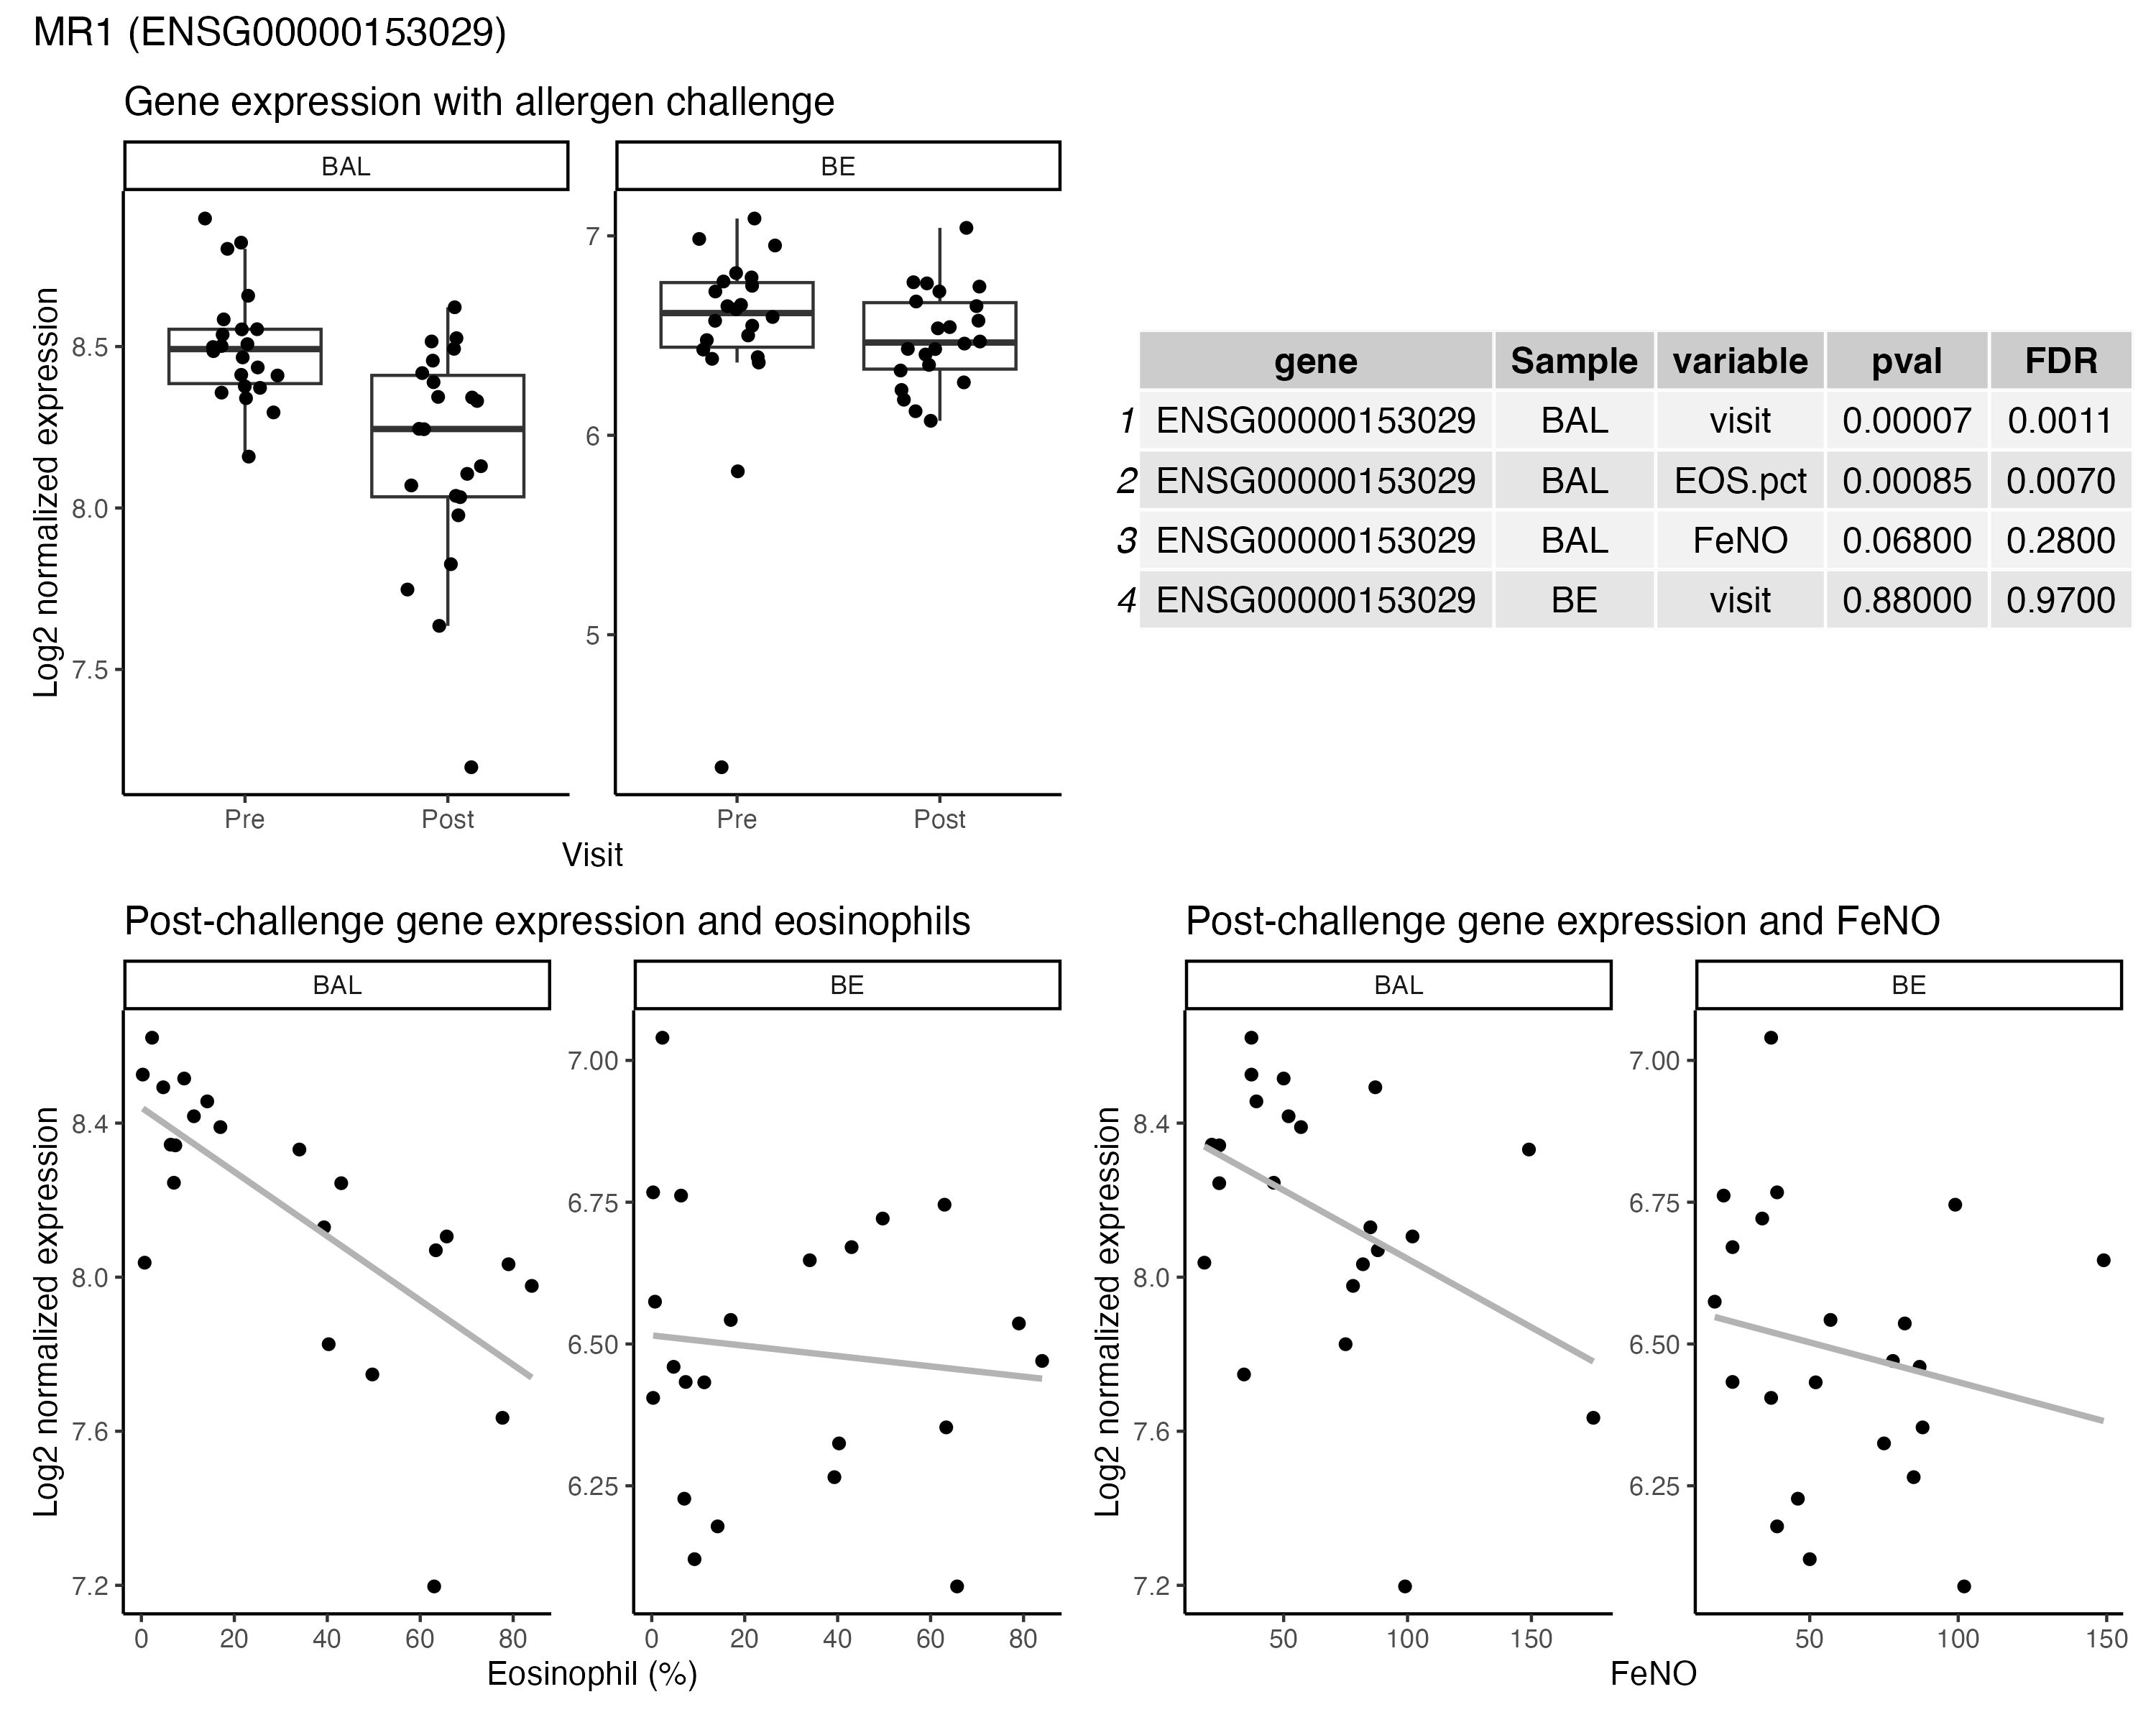 MR1 (ENSG00000153029)
Gene expression with allergen challenge
BAL BE
Log2 normalized expression
8.5
8.0
7.5
7
6
5
Pre Post Pre Post
Visit
gene Sample variable pval FDR
1 ENSG00000153029 BAL visit 0.00007 0.0011
2 ENSG00000153029 BAL EOS.pct 0.00085 0.0070
3 ENSG00000153029 BAL FeNO 0.06800 0.2800
4 ENSG00000153029 BE visit 0.88000 0.9700
Post-challenge gene expression and eosinophils
BAL BE
Log2 normalized expression
8.4
8.0
7.6
7.2
7.00
6.75
6.50
6.25
0 20 40 60 80 0 20 40 60 80
Eosinophil (%)
Post-challenge gene expression and FeNO
BAL BE
Log2 normalized expression
8.4
8.0
7.6
7.2
7.00
6.75
6.50
6.25
50 100 150 50 100 150
FeNO